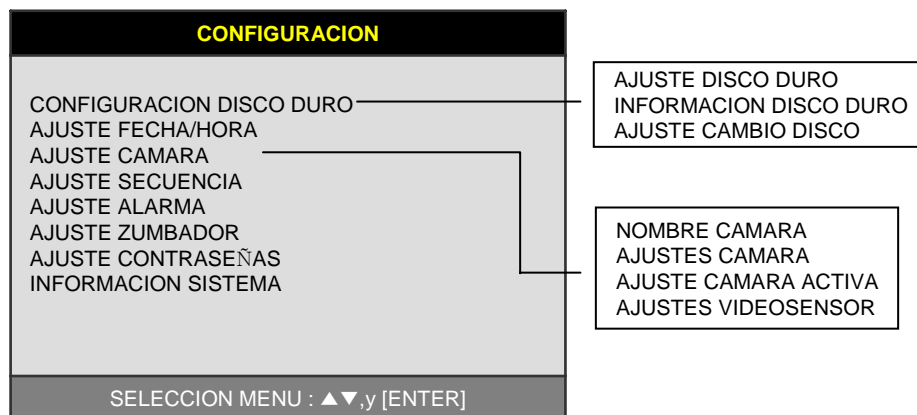 CONFIGURACION
CONFIGURACION DISCO DURO
AJUSTE FECHA/HORA
AJUSTE CAMARA
AJUSTE SECUENCIA
AJUSTE ALARMA
AJUSTE ZUMBADOR
AJUSTE CONTRASEÑAS
INFORMACION SISTEMA
SELECCION MENU : ▲▼,y [ENTER]
AJUSTE DISCO DURO
INFORMACION DISCO DURO
AJUSTE CAMBIO DISCO
NOMBRE CAMARA
AJUSTES CAMARA
AJUSTE CAMARA ACTIVA
AJUSTES VIDEOSENSOR